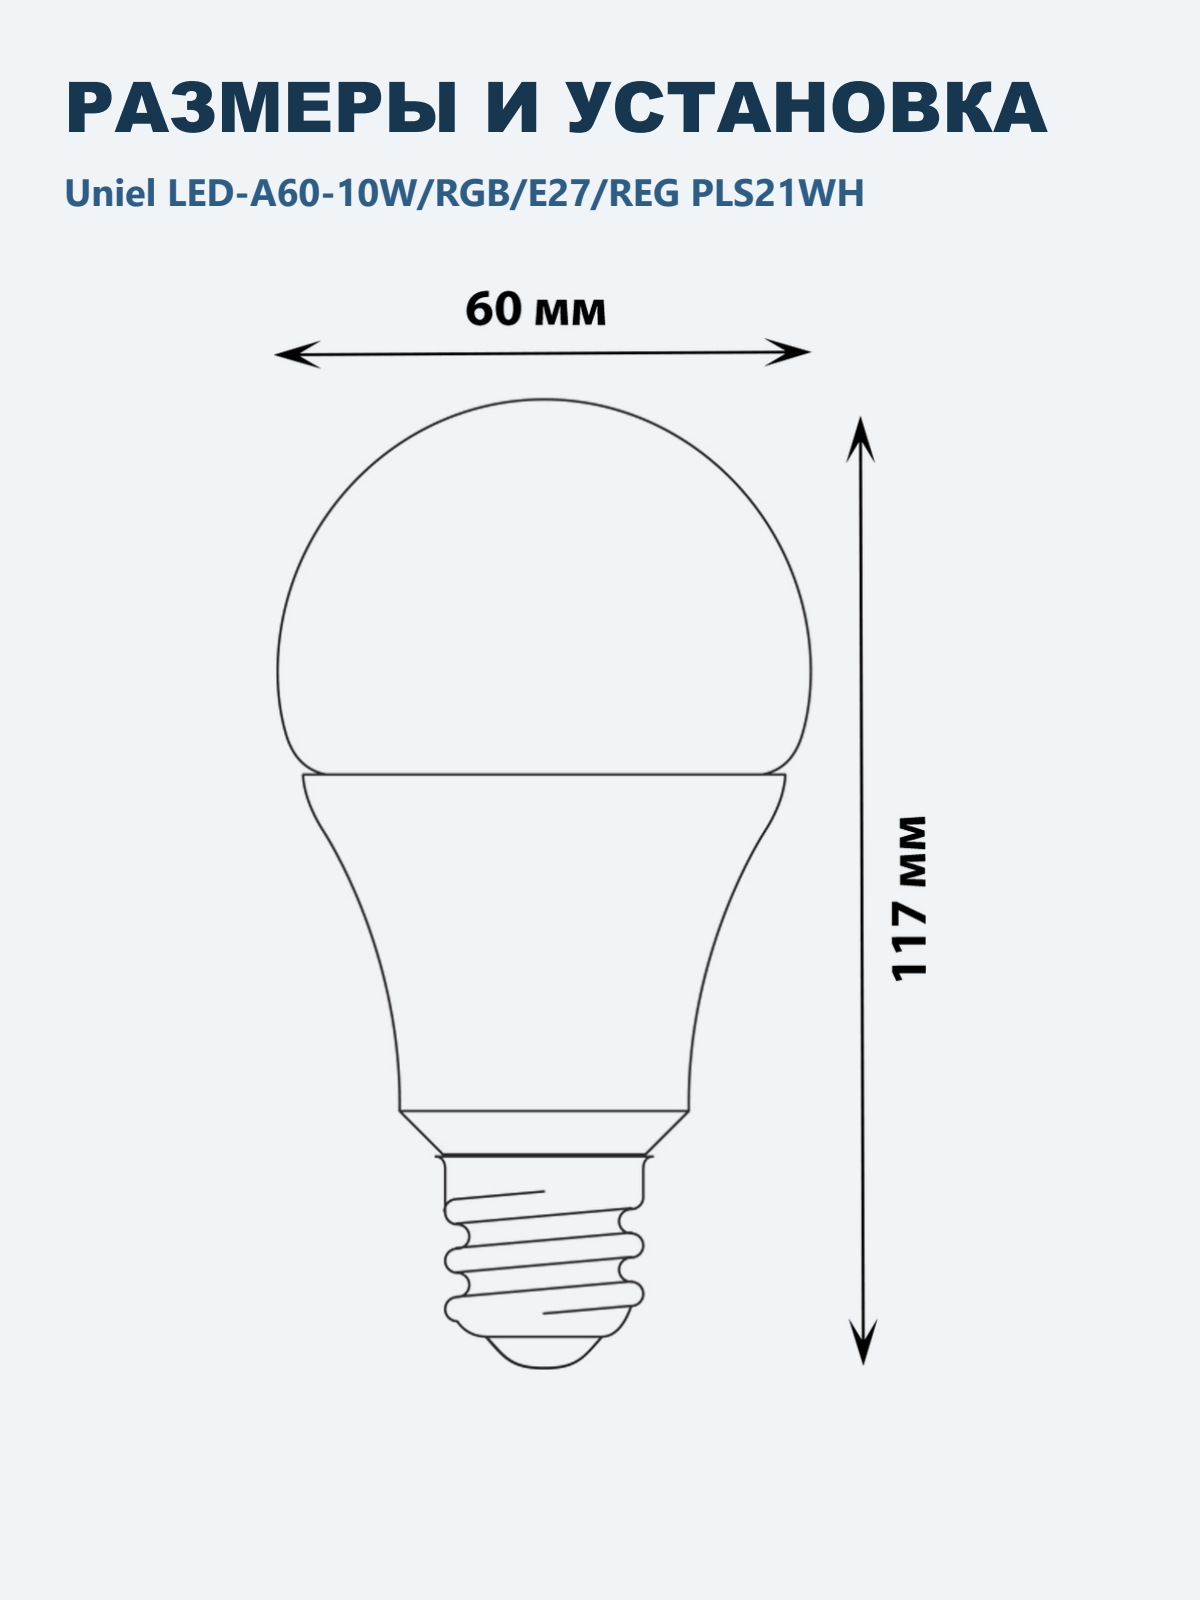 РАЗМЕРЫ И УСТАНОВКА
Uniel LED-A60-10W/RGB/E27/REG PLS21WH
60 мм
117 мм